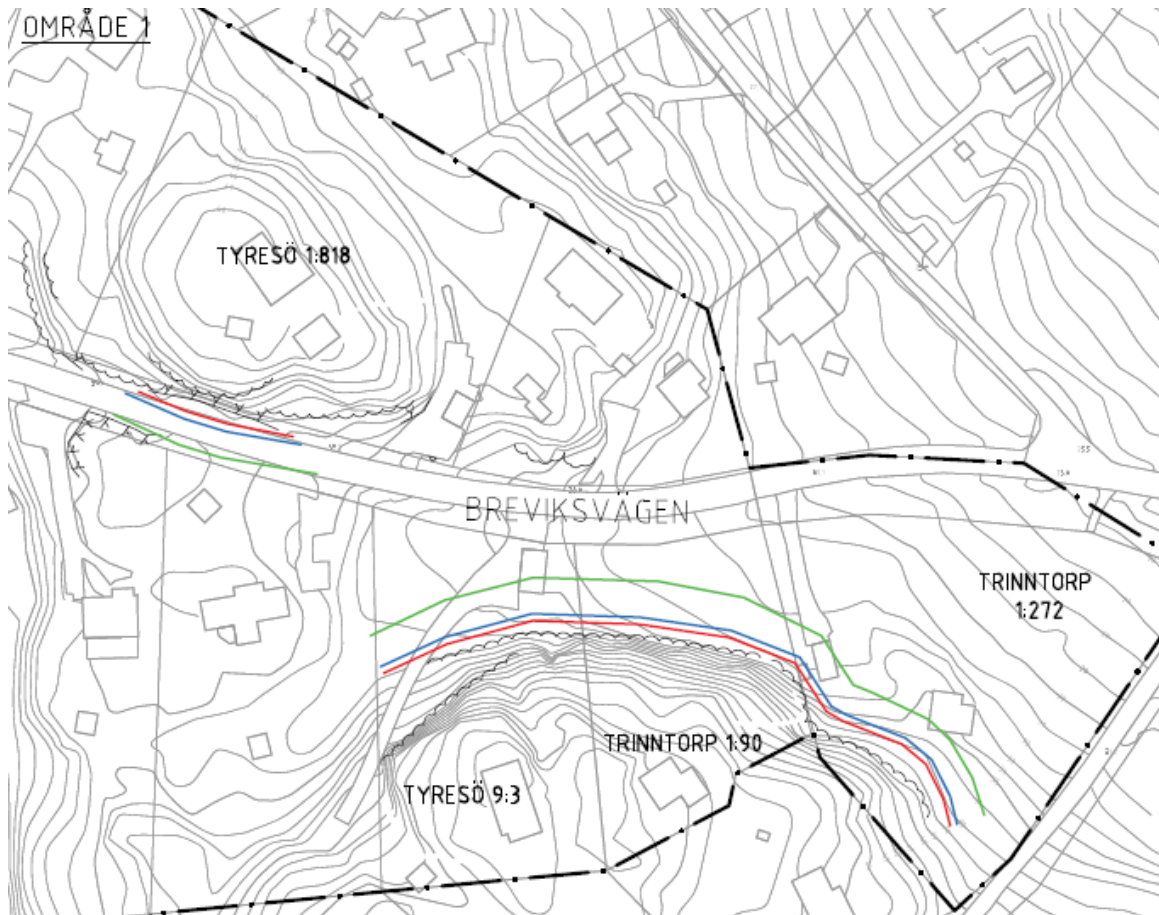 OMRÅDE 1
TYRESÖ 1:818
BREVIKSVÄGEN
TRINNTORP
1:272
TRINNTORP 1:90
TYRESÖ 9:3